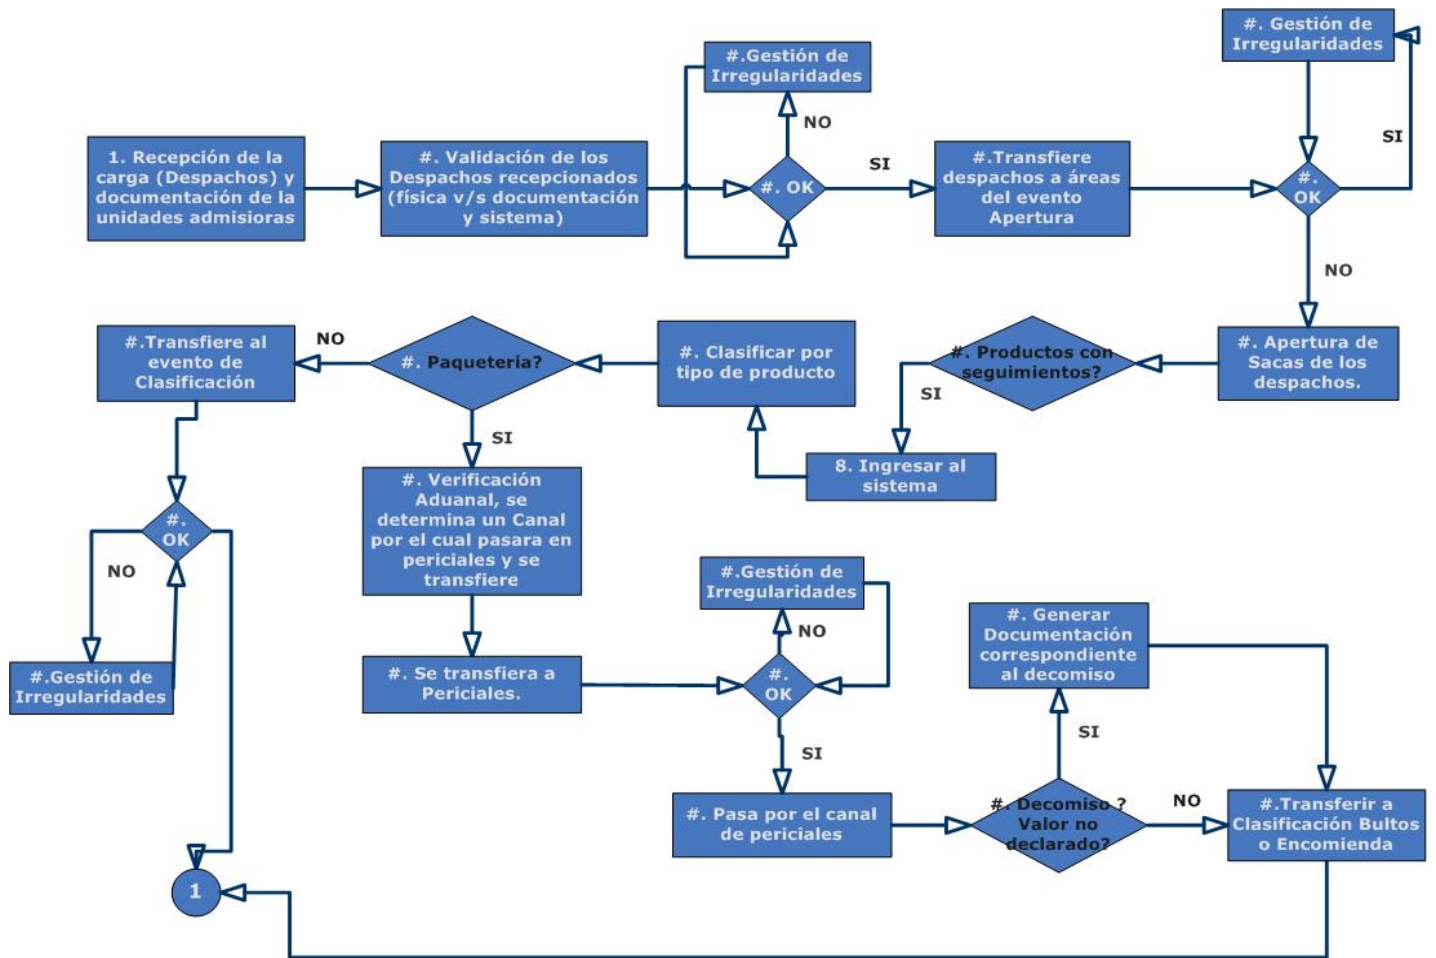 1. Recepción de la
carga (Despachos) y
documentación de la
unidades admisioras
#. Validación de los
Despachos recepcionados
(física v/s documentación
y sistema)
#.Gestión de
Irregularidades
NO
#. OK
SI
#.Transfiere
despachos a áreas
del evento
Apertura
#. Gestión de
Irregularidades
SI
#.
OK
NO
#. Apertura de
Sacas de los
despachos.
#. Productos con
seguimientos?
SI
8. Ingresar al
sistema
#. Clasificar por
tipo de producto
#. Paqueteria?
NO
#.Transfiere al
evento de
Clasificación
#.
OK
NO
#.Gestión de
Irregularidades
SI
#. Verificación
Aduanal, se
determina un Canal
por el cual pasara en
periciales y se
transfiere
#. Se transfiera a
Periciales.
#.Gestión de
Irregularidades
NO
#.
OK
SI
#. Pasa por el canal
de periciales
#. Decomiso ?
Valor no
declarado?
SI
#. Generar
Documentación
correspondiente
al decomiso
NO
#.Transferir a
Clasificación Bultos
o Encomienda
1